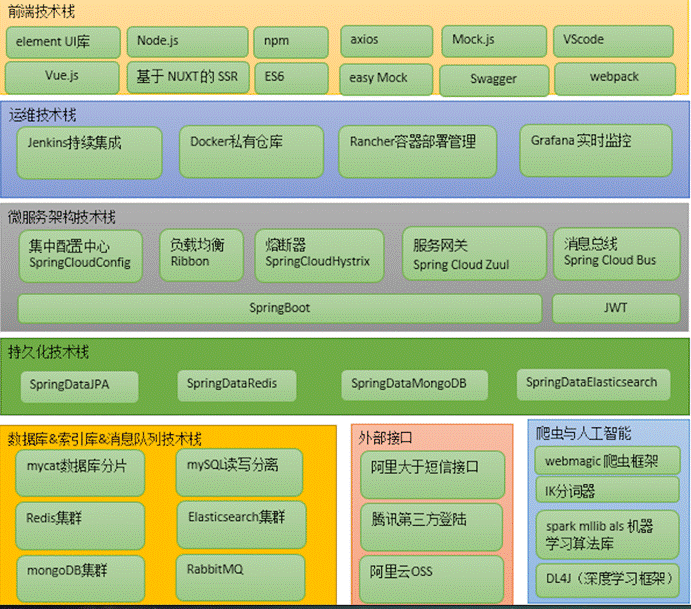 前端技术栈
element UI库
Node.js
npm
axios
Mock.js
VScode
Vue.js
基于 NUXT的 SSR
ES6
easy Mock
Swagger
webpack
运维技术栈
Jenkins持续集成
Docker私有仓库
Rancher容器部署管理
Grafana 实时监控
微服务架构技术栈
集中配置中心
SpringCloudConfig
负载均衡
Ribbon
熔断器
SpringCloudHystrix
服务网关
Spring Cloud Zuul
消息总线
Spring Cloud Bus
SpringBoot
JWT
持久化技术栈
SpringDataJPA
SpringDataRedis
SpringDataMongoDB
SpringDataElasticsearch
数据库&索引库&消息队列技术栈
mycat数据库分片
mySQL读写分离
Redis集群
Elasticsearch集群
mongoDB集群
RabbitMQ
外部接口
阿里大于短信接口
腾讯第三方登陆
阿里云OSS
爬虫与人工智能
webmagic 爬虫框架
IK分词器
spark mllib als 机器
学习算法库
DL4J（深度学习框架）